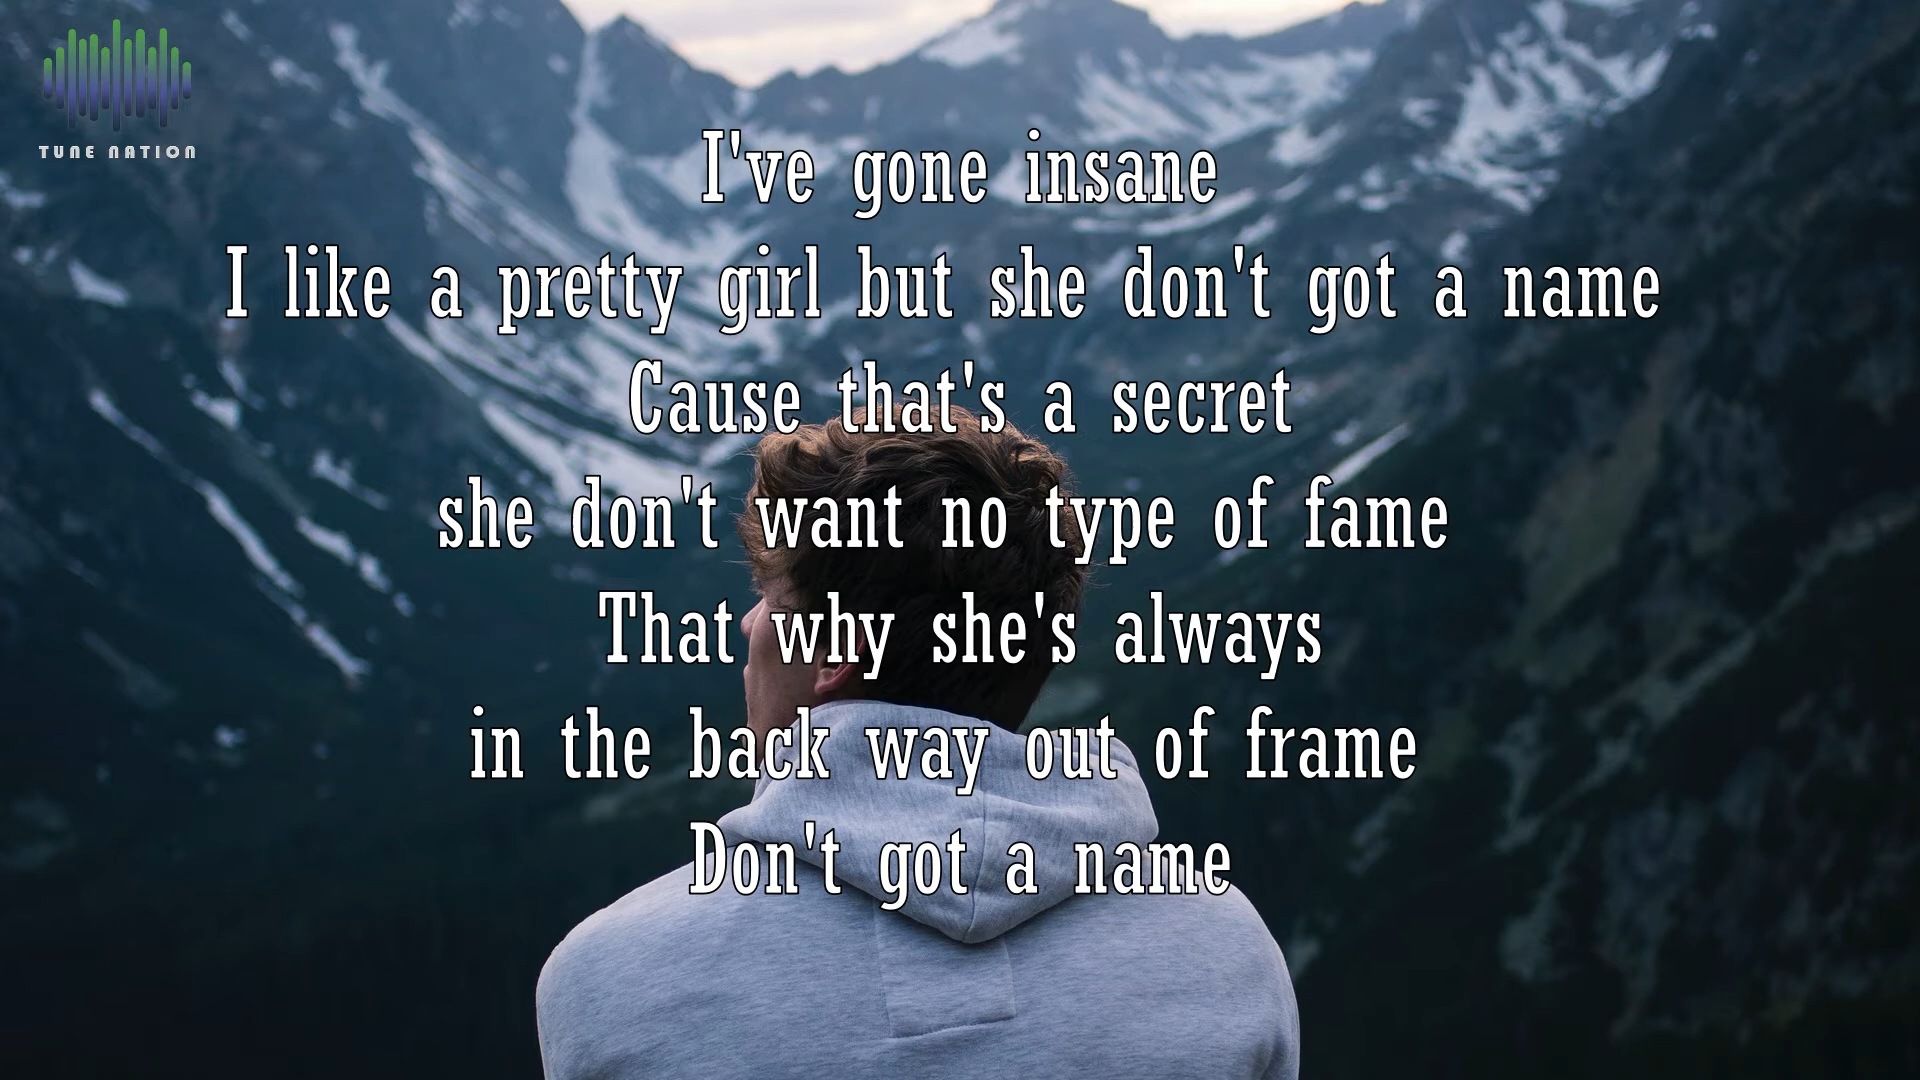 TUNE NATION
I've gone insane
I like a pretty girl but she don't got a name
Cause that's a secret
she don't want no type of fame
That why she's always
in the back way out of frame
Don't got a name